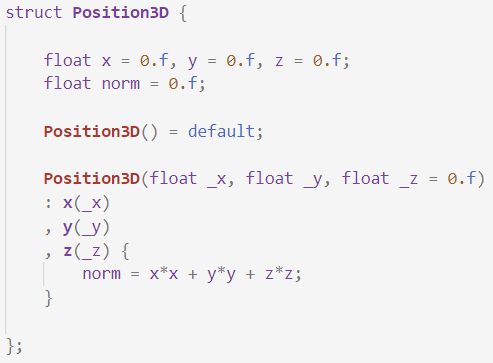 struct Position3D {
float x = 0.f, y = 0.f, z = 0.f;
float norm = 0.f;
Position3D() = default;
Position3D(float _x, float _y, float _z = 0.f)
: x(_x)
, y(_y)
, z(_z) {
norm = x*x + y*y + z*z;
}
};